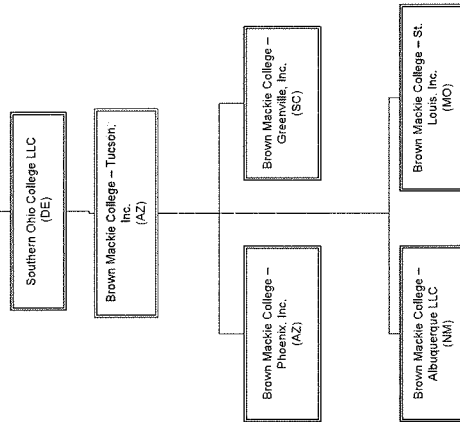 Southern Ohio College LLC
(DE)
Brown Mackie College – Tucson,
Inc.
(AZ)
Brown Mackie College –
Phoenix, Inc.
(AZ)
Brown Mackie College –
Greenville, Inc.
(SC)
Brown Mackie College –
Albuquerque LLC
(NM)
Brown Mackie College – St.
Louis, Inc.
(MO)